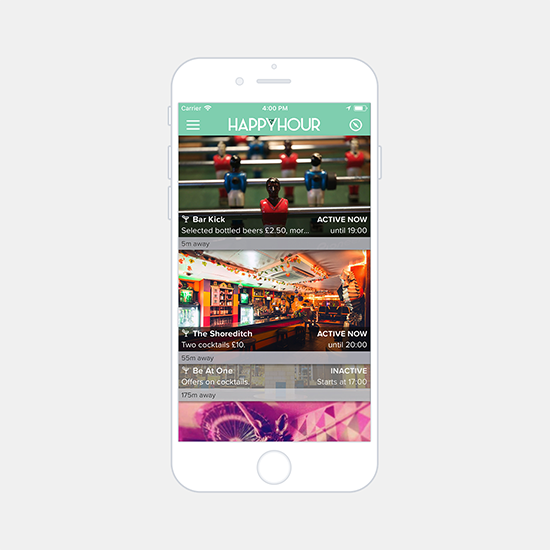 Carrier 4:00 PM
HAPPYHOUR
Bar Kick ACTIVE NOW
Selected bottled beers £2.50, mor... until 19:00
5m away
The Shoreditch ACTIVE NOW
Two cocktails £10. until 20:00
55m away
Be At One INACTIVE
Offers on cocktails. Starts at 17:00
175m away